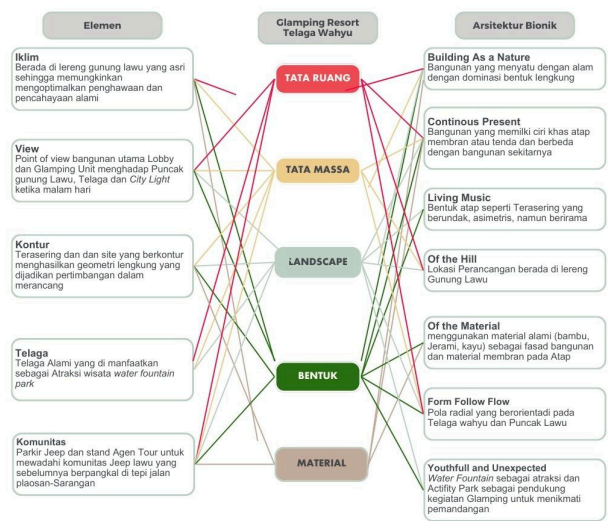 Elemen
Glamping Resort
Telaga Wahyu
Arsitektur Bionik
Iklim
Berada di lereng gunung lawu yang asri
sehingga memungkinkan
mengoptimalkan penghawaan dan
pencahayaan alami
View
Point of view bangunan utama Lobby
dan Glamping Unit menghadap Puncak
gunung Lawu, Telaga dan City Light
ketika malam hari
Kontur
Terasering dan dan site yang berkontur
menghasilkan geometri lengkung yang
dijadikan pertimbangan dalam
merancang
Telaga
Telaga Alami yang di manfaatkan
sebagai Atraksi wisata water fountain
park
Komunitas
Parkir Jeep dan stand Agen Tour untuk
mewadahi komunitas Jeep lawu yang
sebelumnya berpangkal di tepi jalan
plaosan-Sarangan
TATA RUANG
TATA MASSA
LANDSCAPE
BENTUK
MATERIAL
Building As a Nature
Bangunan yang menyatu dengan alam
dengan dominasi bentuk lengkung
Continous Present
Bangunan yang memilki ciri khas atap
membran atau tenda dan berbeda
dengan bangunan sekitarnya
Living Music
Bentuk atap seperti Terasering yang
berundak, asimetris, namun berirama
Of the Hill
Lokasi Perancangan berada di lereng
Gunung Lawu
Of the Material
menggunakan material alami (bambu,
Jerami, kayu) sebagai fasad bangunan
dan material membran pada Atap
Form Follow Flow
Pola radial yang berorientadi pada
Telaga wahyu dan Puncak Lawu
Youthfull and Unexpected
Water Fountain sebagai atraksi dan
Actifity Park sebagai pendukung
kegiatan Glamping untuk menikmati
pemandangan